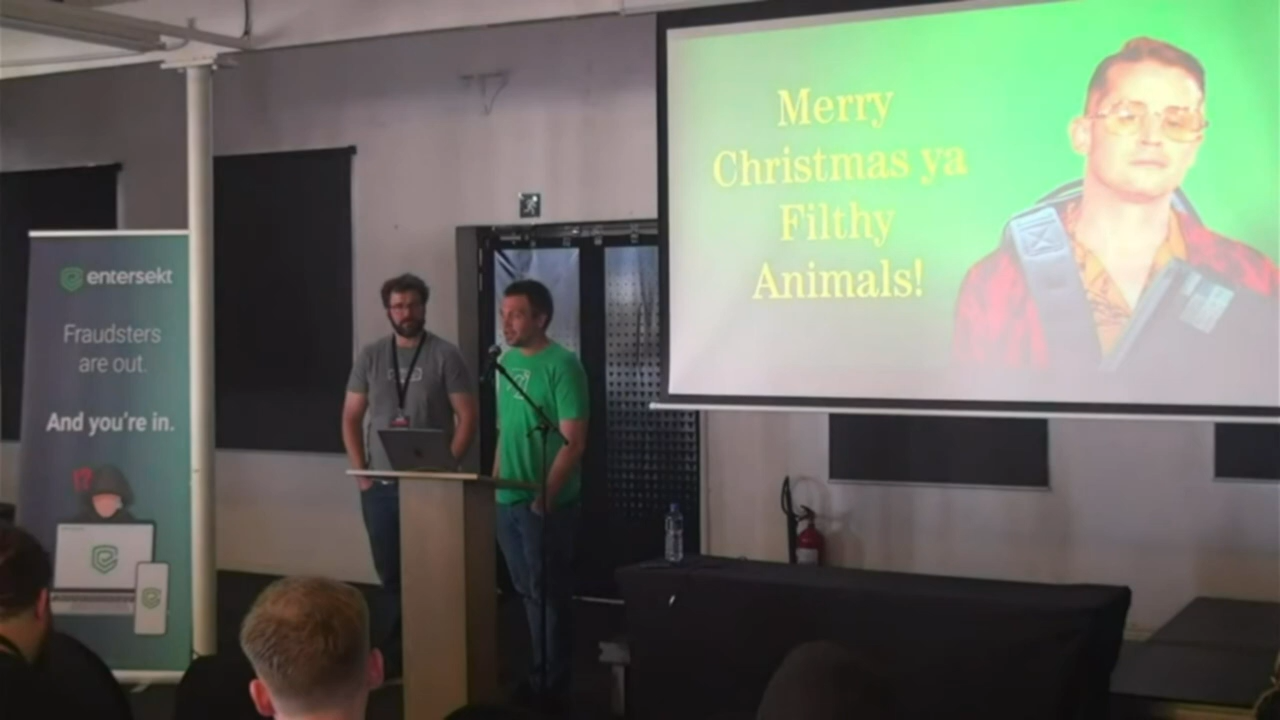 Merry
Christmas ya
Filthy
Animals!
entersekt
Fraudsters
are out.
And you're in.
!?